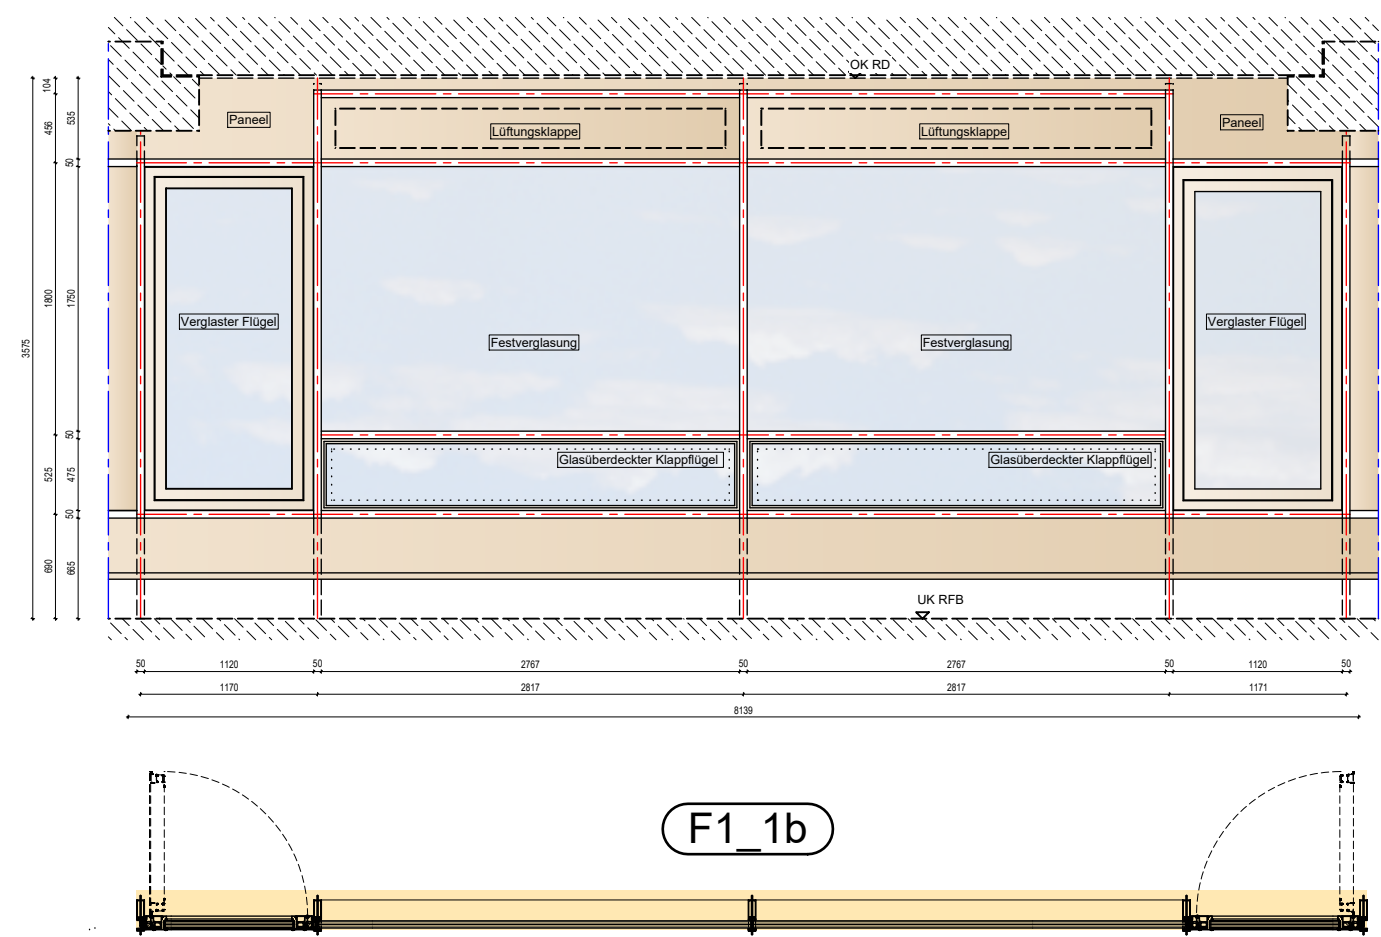 OK RD
Paneel
Lüftungsklappe
Lüftungsklappe
Paneel
104
456
535
50
Verglaster Flügel
Verglaster Flügel
1800
1750
3575
Festverglasung
Festverglasung
50
Glasüberdeckter Klappflügel
Glasüberdeckter Klappflügel
525
475
50
690
665
UK RFB
50 1120 50 2767 50 2767 50 1120 50
1170 2817 2817 1171
8139
F1_1b